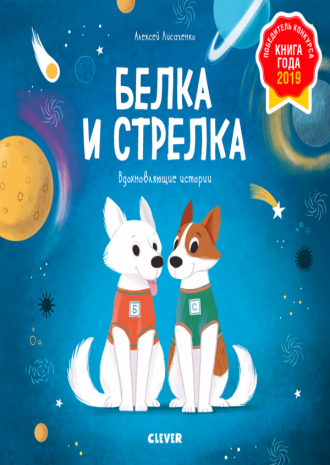 Алексей Лисаченко
ПОБЕДИТЕЛЬ КОНКУРСА
КНИГА
ГОДА
2019
БЕЛКА
И СТРЕЛКА
Вдохновляющие истории
Б
С
CLEVER